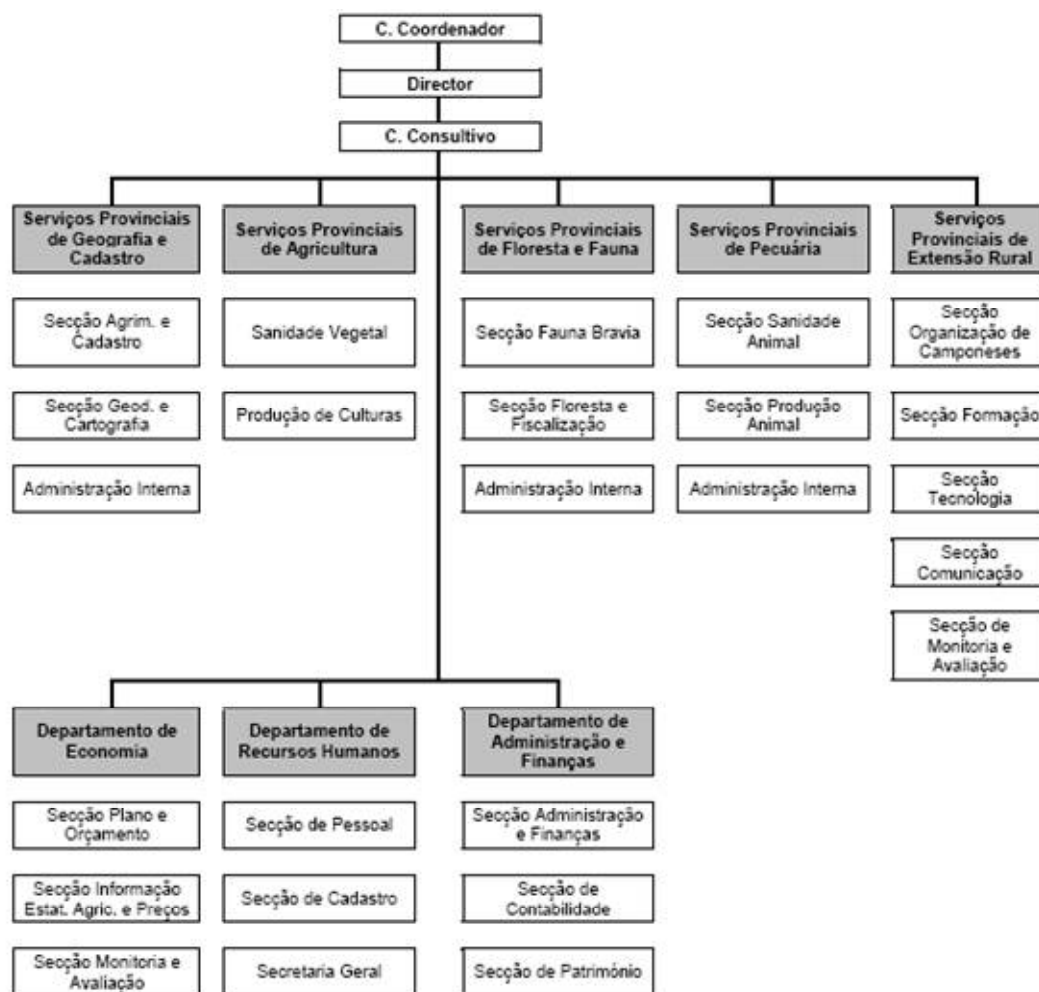 C. Coordenador
Director
C. Consultivo
Serviços Provinciais
de Geografia e
Cadastro
Serviços Provinciais
de Agricultura
Serviços Provinciais
de Floresta e Fauna
Serviços Provinciais
de Pecuária
Serviços
Provinciais de
Extensão Rural
Secção Agrim. e
Cadastro
Sanidade Vegetal
Secção Fauna Bravia
Secção Sanidade
Animal
Secção
Organização de
Camponeses
Secção Geod. e
Cartografia
Produção de Culturas
Secção Floresta e
Fiscalização
Secção Produção
Animal
Secção Formação
Administração Interna
Administração Interna
Administração Interna
Secção
Tecnologia
Secção
Comunicação
Secção de
Monitoria e
Avaliação
Departamento de
Economia
Departamento de
Recursos Humanos
Departamento de
Administração e
Finanças
Secção Plano e
Orçamento
Secção de Pessoal
Secção Administração
e Finanças
Secção Informação
Estat. Agric. e Preços
Secção de Cadastro
Secção de
Contabilidade
Secção Monitoria e
Avaliação
Secretaria Geral
Secção de Património